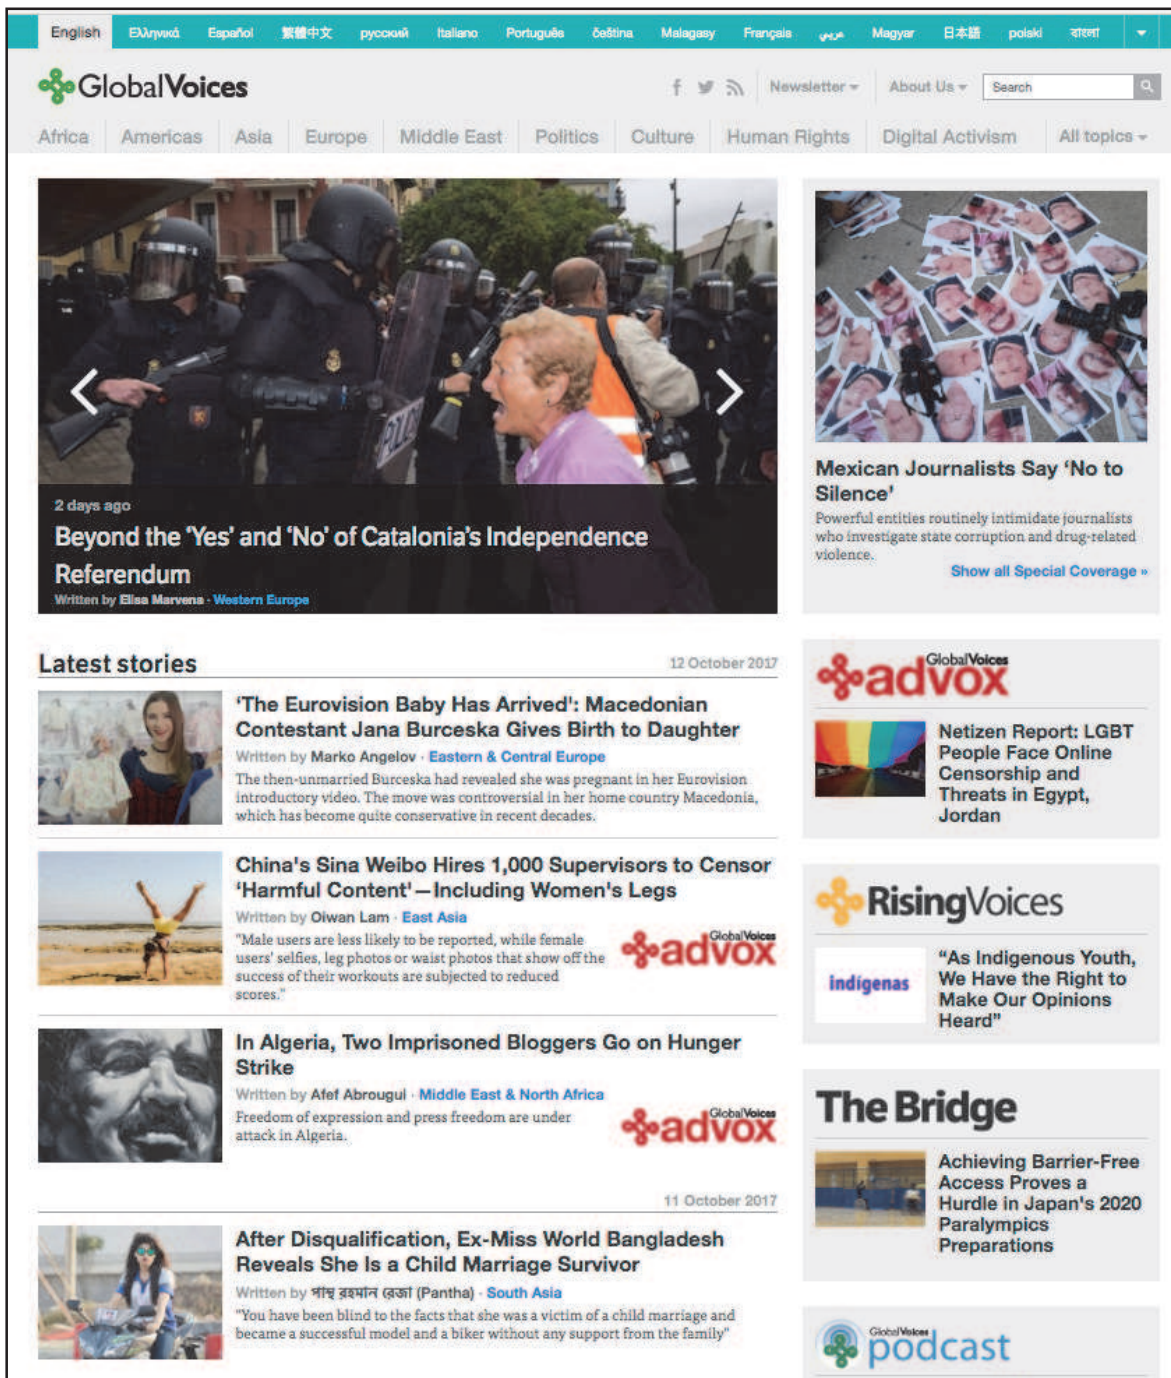 English Ελληνικά Español 繁體中文 русский Italiano Português čeština Malagasy Français عربي Magyar 日本語 polski বাংলা
GlobalVoices
Newsletter About Us Search
Africa Americas Asia Europe Middle East Politics Culture Human Rights Digital Activism All topics
POLIC
2 days ago
Beyond the 'Yes' and 'No' of Catalonia's Independence
Referendum
Written by Elisa Marvena · Western Europe
Mexican Journalists Say 'No to
Silence'
Powerful entities routinely intimidate journalists
who investigate state corruption and drug-related
violence.
Show all Special Coverage »
Latest stories
12 October 2017
'The Eurovision Baby Has Arrived': Macedonian
Contestant Jana Burceska Gives Birth to Daughter
Written by Marko Angelov · Eastern & Central Europe
The then-unmarried Burceska had revealed she was pregnant in her Eurovision
introductory video. The move was controversial in her home country Macedonia,
which has become quite conservative in recent decades.
China's Sina Weibo Hires 1,000 Supervisors to Censor
'Harmful Content'—Including Women's Legs
Written by Oiwan Lam · East Asia
"Male users are less likely to be reported, while female
users' selfies, leg photos or waist photos that show off the
success of their workouts are subjected to reduced
scores."
GlobalVoices
advox
In Algeria, Two Imprisoned Bloggers Go on Hunger
Strike
Written by Afef Abrougui · Middle East & North Africa
Freedom of expression and press freedom are under
attack in Algeria.
GlobalVoices
advox
11 October 2017
After Disqualification, Ex-Miss World Bangladesh
Reveals She Is a Child Marriage Survivor
Written by পান্থ রহমান রেজা (Pantha) · South Asia
"You have been blind to the facts that she was a victim of a child marriage and
became a successful model and a biker without any support from the family"
GlobalVoices
advox
Netizen Report: LGBT
People Face Online
Censorship and
Threats in Egypt,
Jordan
RisingVoices
indígenas
"As Indigenous Youth,
We Have the Right to
Make Our Opinions
Heard"
The Bridge
Achieving Barrier-Free
Access Proves a
Hurdle in Japan's 2020
Paralympics
Preparations
GlobalVoices
podcast